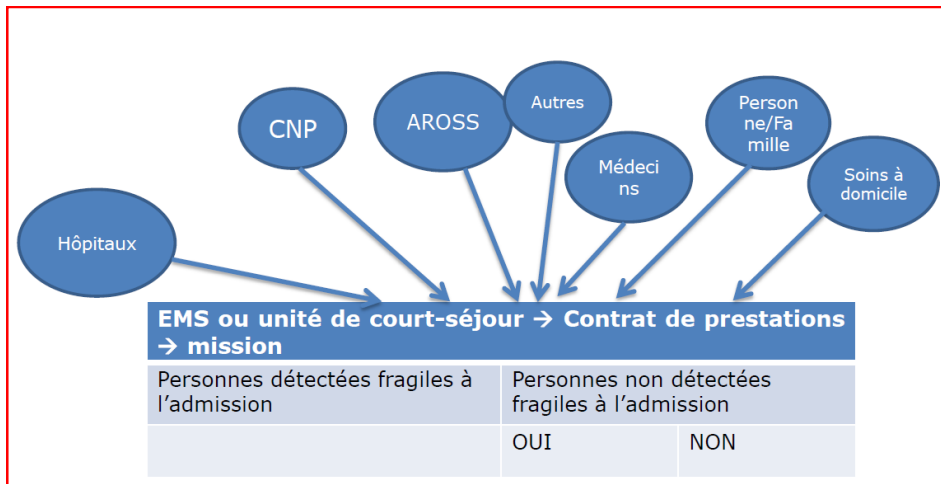 Autres
CNP
AROSS
Person
ne/Fa
mille
Médeci
ns
Soins à
domicile
Hôpitaux
EMS ou unité de court-séjour → Contrat de prestations
→ mission
Personnes détectées fragiles à
l'admission
Personnes non détectées
fragiles à l'admission
OUI
NON